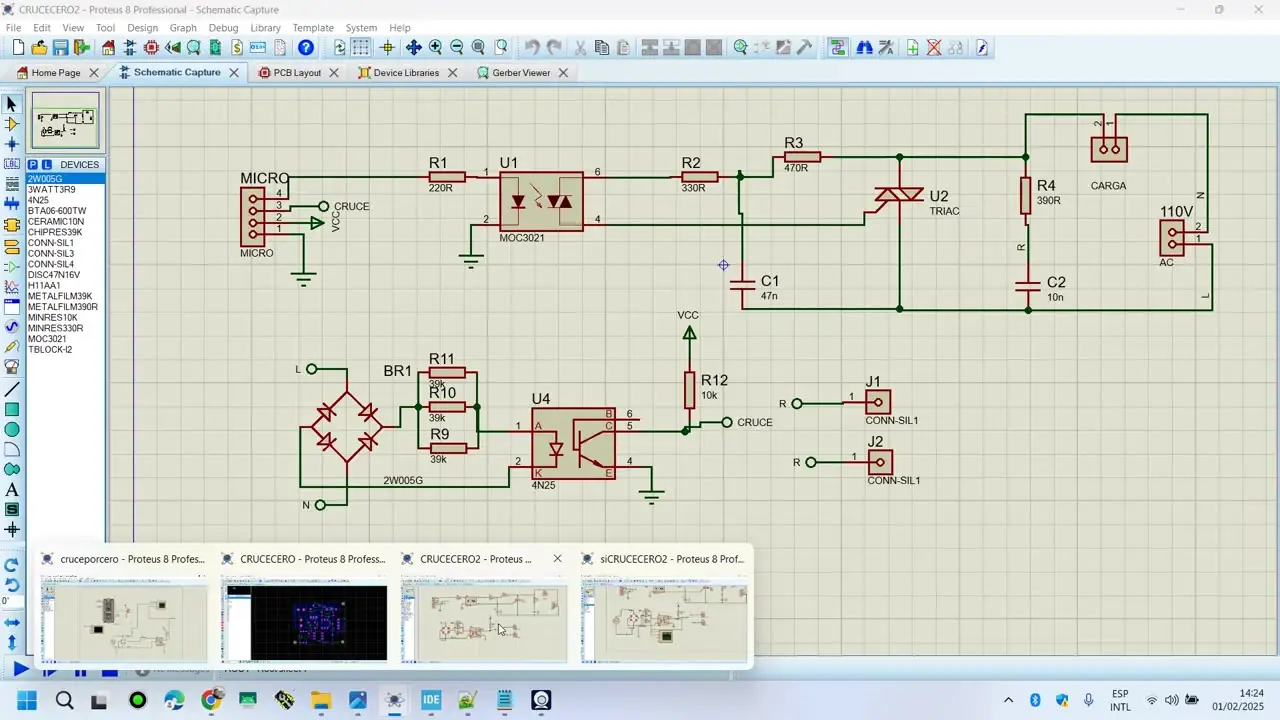 CRUCECERO2 - Proteus 8 Professional - Schematic Capture
File Edit View Tool Design Graph Debug Library Template System Help
Home Page Schematic Capture PCB Layout Device Libraries Gerber Viewer
P L DEVICES
2W005G
3WATT3R9
4N25
BTA06-600TW
CERAM610N
CHIPRES39K
CONN-SIL1
CONN-SIL3
CONN-SIL4
DISC47N16V
H11AA1
METALFILM39K
METALFILM390R
MINRES10K
MINRES330R
MOC3021
TBLOCK-I2
MICRO
4
3
2
1
MICRO
CRUCE
VCC
R1
220R
U1
1
2
6
4
MOC3021
R2
330R
R3
470R
U2
TRIAC
C1
47n
2
1
CARGA
R4
390R
R
C2
10n
N
L
110V
2
1
AC
L
N
BR1
2W005G
R11
39k
R10
39k
R9
39k
U4
1
2
A
K
B
C
E
6
5
4
4N25
VCC
R12
10k
CRUCE
R
1
J1
CONN-SIL1
R
1
J2
CONN-SIL1
cruceporcero - Proteus 8 Profes...
CRUCECERO - Proteus 8 Profess...
CRUCECERO2 - Proteus ...
siCRUCECERO2 - Proteus 8 Prof...
IDE
ESP
INTL
14:24
01/02/2025